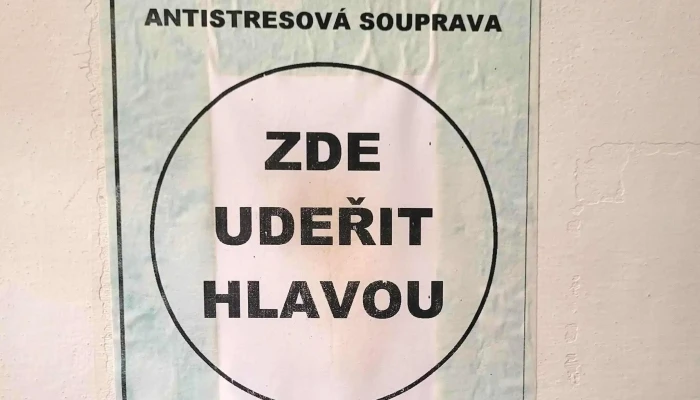 ANTISTRESOVÁ SOUPRAVA
ZDE
UDEŘIT
HLAVOU